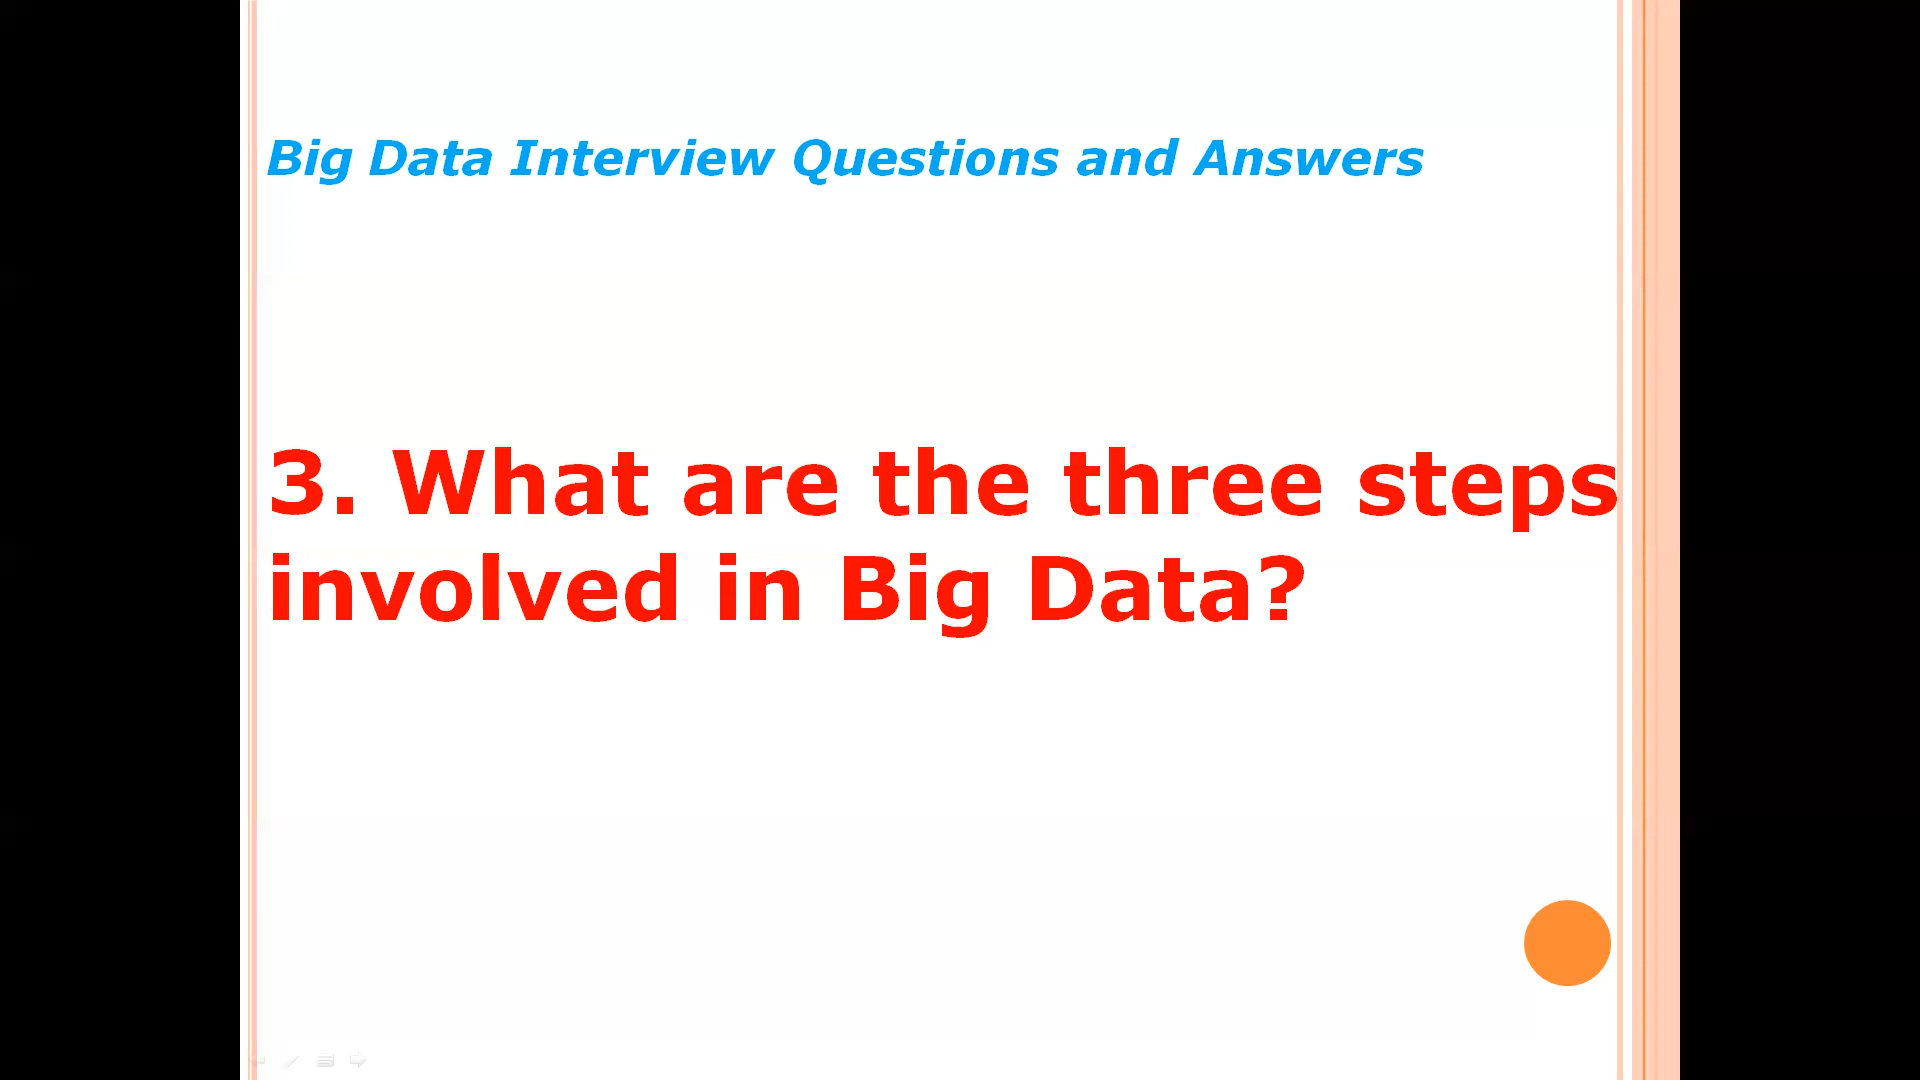 Big Data Interview Questions and Answers
3. What are the three steps
involved in Big Data?